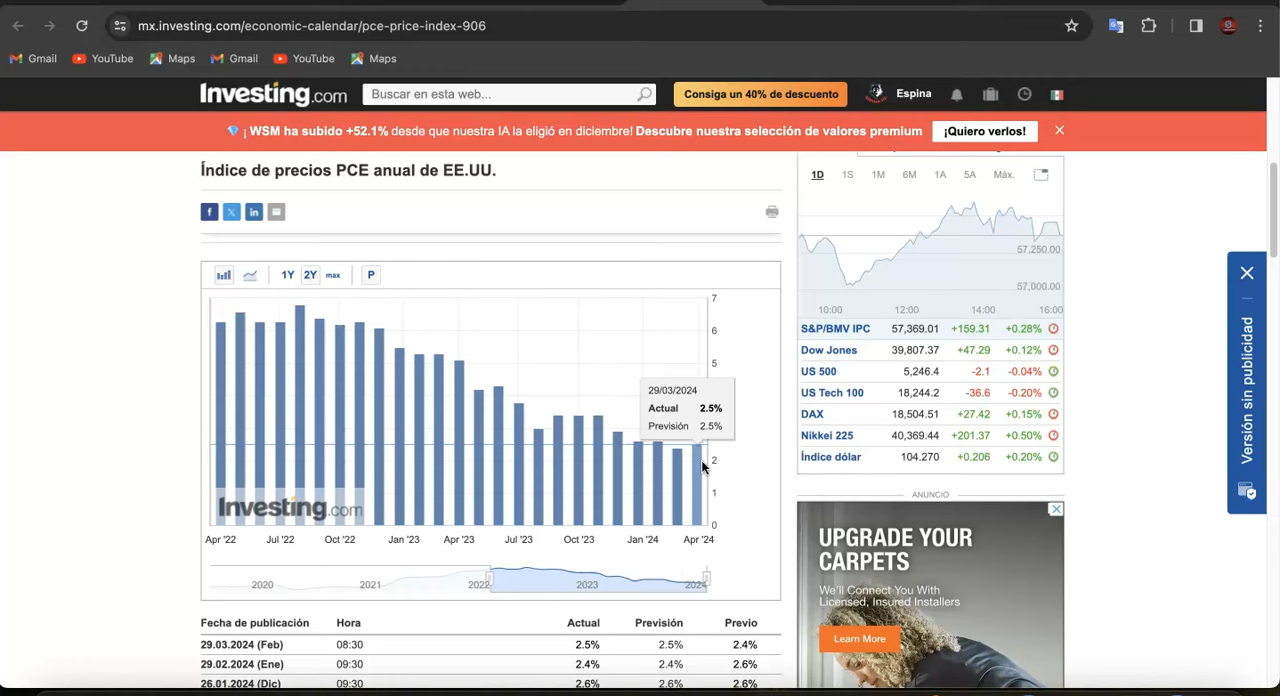 mx.investing.com/economic-calendar/pce-price-index-906
Gmail YouTube Maps Gmail YouTube Maps
Investing.com Buscar en esta web... Consiga un 40% de descuento Espina
¡ WSM ha subido +52.1% desde que nuestra IA la eligió en diciembre! Descubre nuestra selección de valores premium ¡Quiero verlos!
Índice de precios PCE anual de EE.UU.
1Y 2Y max P
7
6
5
2
1
0
29/03/2024
Actual 2.5%
Previsión 2.5%
Investing.com
Apr '22 Jul '22 Oct '22 Jan '23 Apr '23 Jul '23 Oct '23 Jan '24 Apr '24
2020 2021 2022 2023 2024
Fecha de publicación Hora Actual Previsión Previo
29.03.2024 (Feb) 08:30 2.5% 2.5% 2.4%
29.02.2024 (Ene) 09:30 2.4% 2.4% 2.6%
26.01.2024 (Dic) 09:30 2.6% 2.6% 2.6%
1D 1S 1M 6M 1A 5A Máx.
57,250.00
57,000.00
10:00 12:00 14:00 16:00
S&P/BMV IPC 57,369.01 +159.31 +0.28%
Dow Jones 39,807.37 +47.29 +0.12%
US 500 5,246.4 -2.1 -0.04%
US Tech 100 18,244.2 -36.6 -0.20%
DAX 18,504.51 +27.42 +0.15%
Nikkei 225 40,369.44 +201.37 +0.50%
Índice dólar 104.270 +0.206 +0.20%
ANUNCIO
UPGRADE YOUR
CARPETS
We'll Connect You With
Licensed, Insured Installers
Learn More
Versión sin publicidad